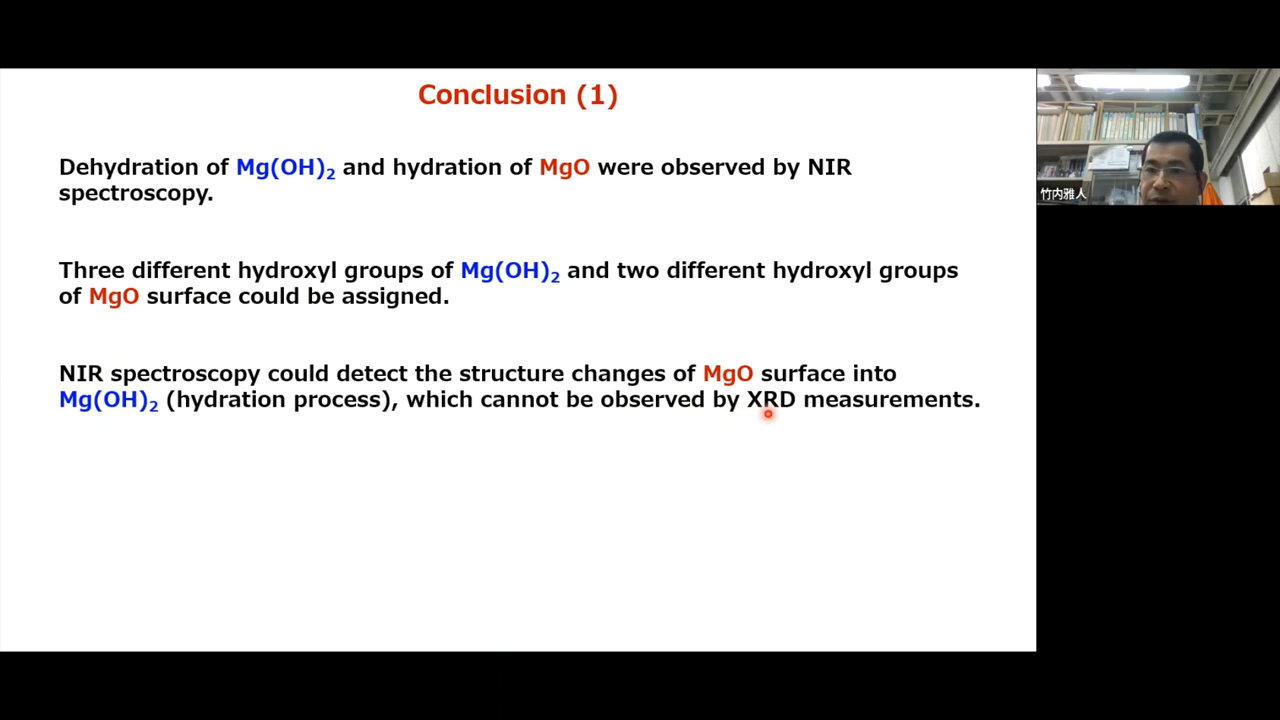 Conclusion (1)
Dehydration of Mg(OH)₂ and hydration of MgO were observed by NIR
spectroscopy.
Three different hydroxyl groups of Mg(OH)₂ and two different hydroxyl groups
of MgO surface could be assigned.
NIR spectroscopy could detect the structure changes of MgO surface into
Mg(OH)₂ (hydration process), which cannot be observed by XRD measurements.
竹内雅人